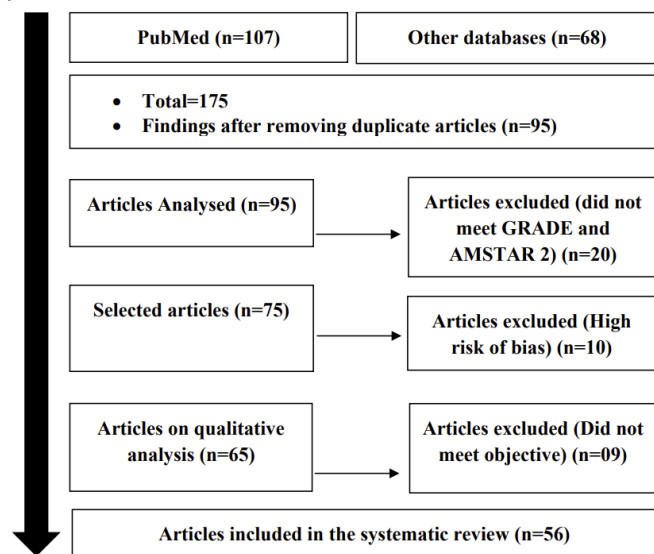 PubMed (n=107)
Other databases (n=68)
• Total=175
• Findings after removing duplicate articles (n=95)
Articles Analysed (n=95)
Articles excluded (did not
meet GRADE and
AMSTAR 2) (n=20)
Selected articles (n=75)
Articles excluded (High
risk of bias) (n=10)
Articles on qualitative
analysis (n=65)
Articles excluded (Did not
meet objective) (n=09)
Articles included in the systematic review (n=56)